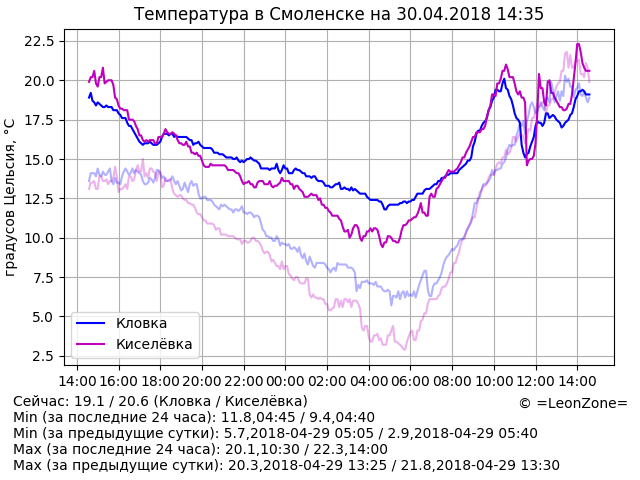 Температура в Смоленске на 30.04.2018 14:35
22.5
20.0
17.5
15.0
12.5
10.0
7.5
5.0
2.5
градусов Цельсия, °C
Кловка
Киселёвка
14:00 16:00 18:00 20:00 22:00 00:00 02:00 04:00 06:00 08:00 10:00 12:00 14:00
Сейчас: 19.1 / 20.6 (Кловка / Киселёвка)
© =LeonZone=
Min (за последние 24 часа): 11.8,04:45 / 9.4,04:40
Min (за предыдущие сутки): 5.7,2018-04-29 05:05 / 2.9,2018-04-29 05:40
Max (за последние 24 часа): 20.1,10:30 / 22.3,14:00
Max (за предыдущие сутки): 20.3,2018-04-29 13:25 / 21.8,2018-04-29 13:30